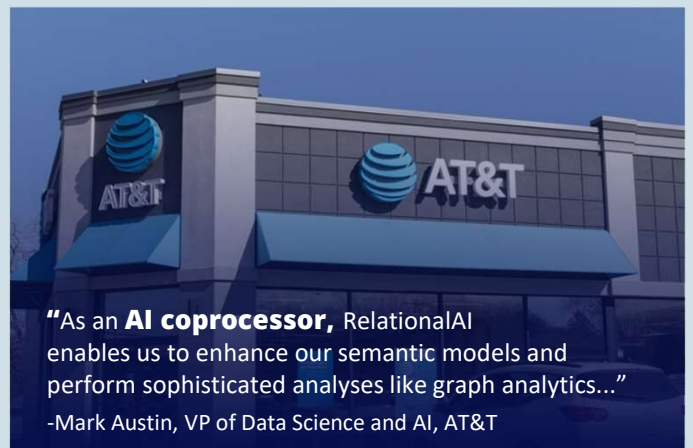 AT&T
AT&T
“As an AI coprocessor, RelationalAI
enables us to enhance our semantic models and
perform sophisticated analyses like graph analytics...”
-Mark Austin, VP of Data Science and AI, AT&T